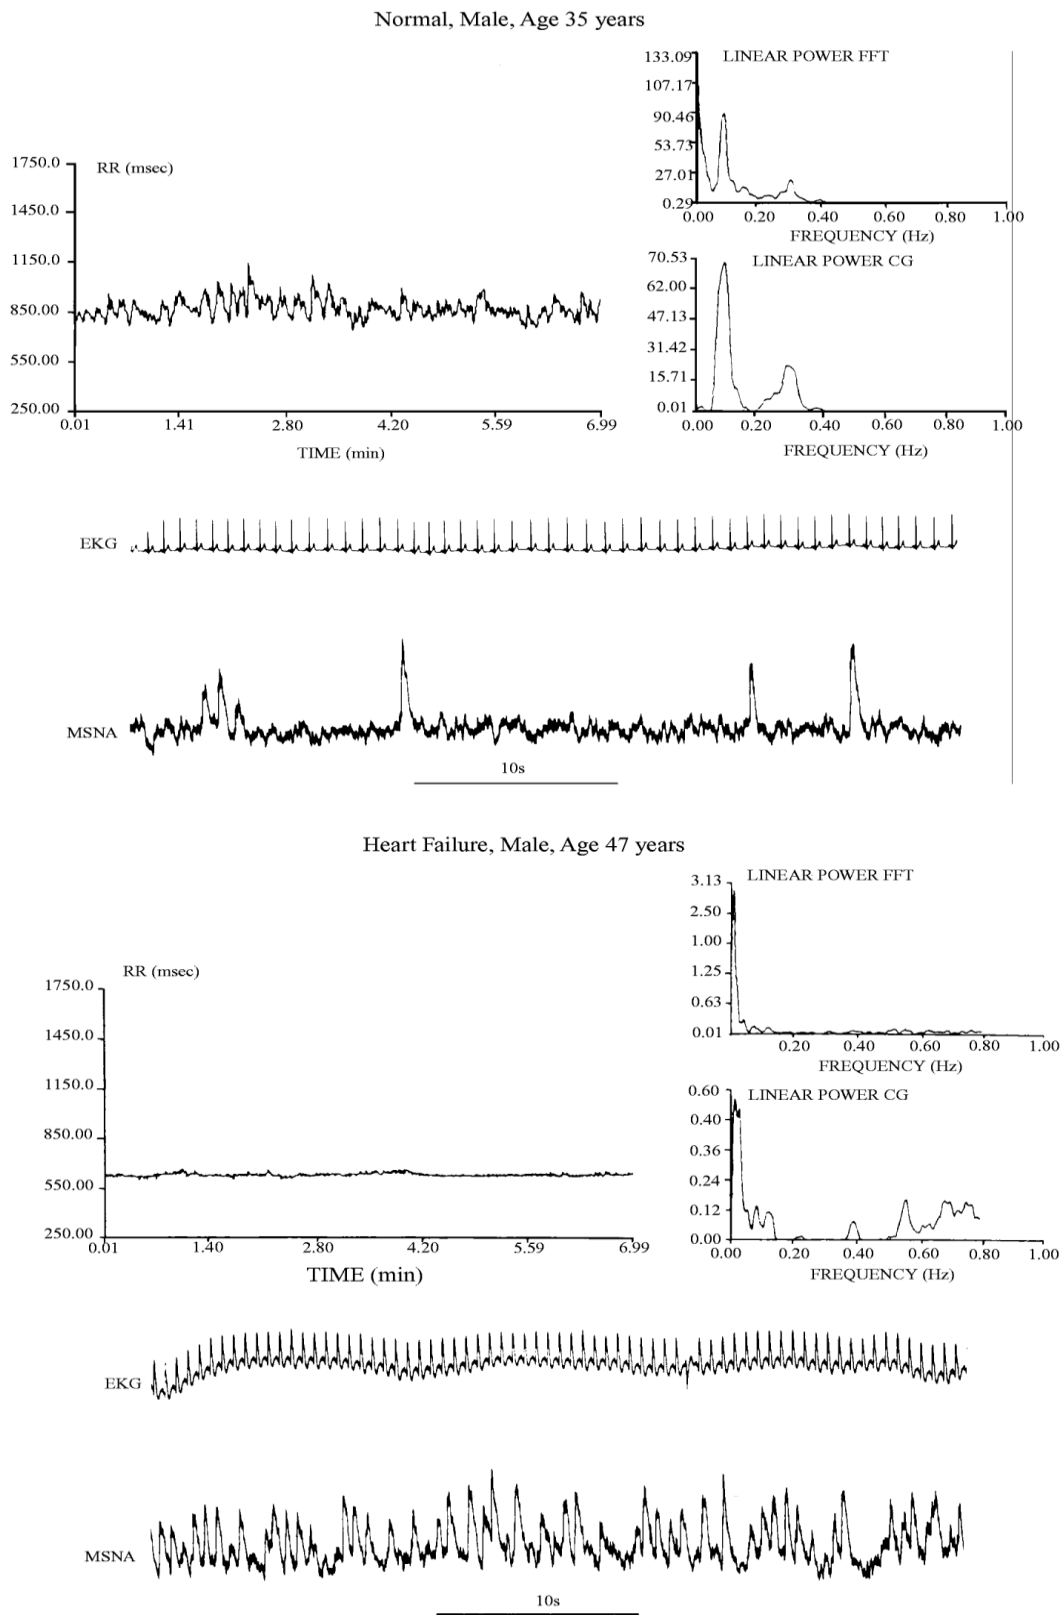 Normal, Male, Age 35 years
LINEAR POWER FFT
133.09
107.17
90.46
53.73
27.01
0.29
0.00 0.20 0.40 0.60 0.80 1.00
FREQUENCY (Hz)
RR (msec)
1750.0
1450.0
1150.0
850.00
550.00
250.00
0.01 1.41 2.80 4.20 5.59 6.99
TIME (min)
LINEAR POWER CG
70.53
62.00
47.13
31.42
15.71
0.01
0.00 0.20 0.40 0.60 0.80 1.00
FREQUENCY (Hz)
EKG
MSNA
10s
Heart Failure, Male, Age 47 years
LINEAR POWER FFT
3.13
2.50
1.00
1.25
0.63
0.01
0.20 0.40 0.60 0.80 1.00
FREQUENCY (Hz)
RR (msec)
1750.0
1450.0
1150.0
850.00
550.00
250.00
0.01 1.40 2.80 4.20 5.59 6.99
TIME (min)
LINEAR POWER CG
0.60
0.40
0.36
0.24
0.12
0.00
0.00 0.20 0.40 0.60 0.80 1.00
FREQUENCY (Hz)
EKG
MSNA
10s